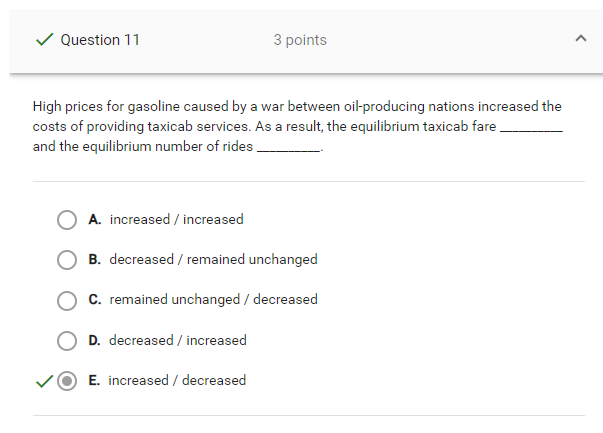 Question 11 3 points
High prices for gasoline caused by a war between oil-producing nations increased the
costs of providing taxicab services. As a result, the equilibrium taxicab fare __________
and the equilibrium number of rides __________.
A. increased / increased
B. decreased / remained unchanged
C. remained unchanged / decreased
D. decreased / increased
E. increased / decreased